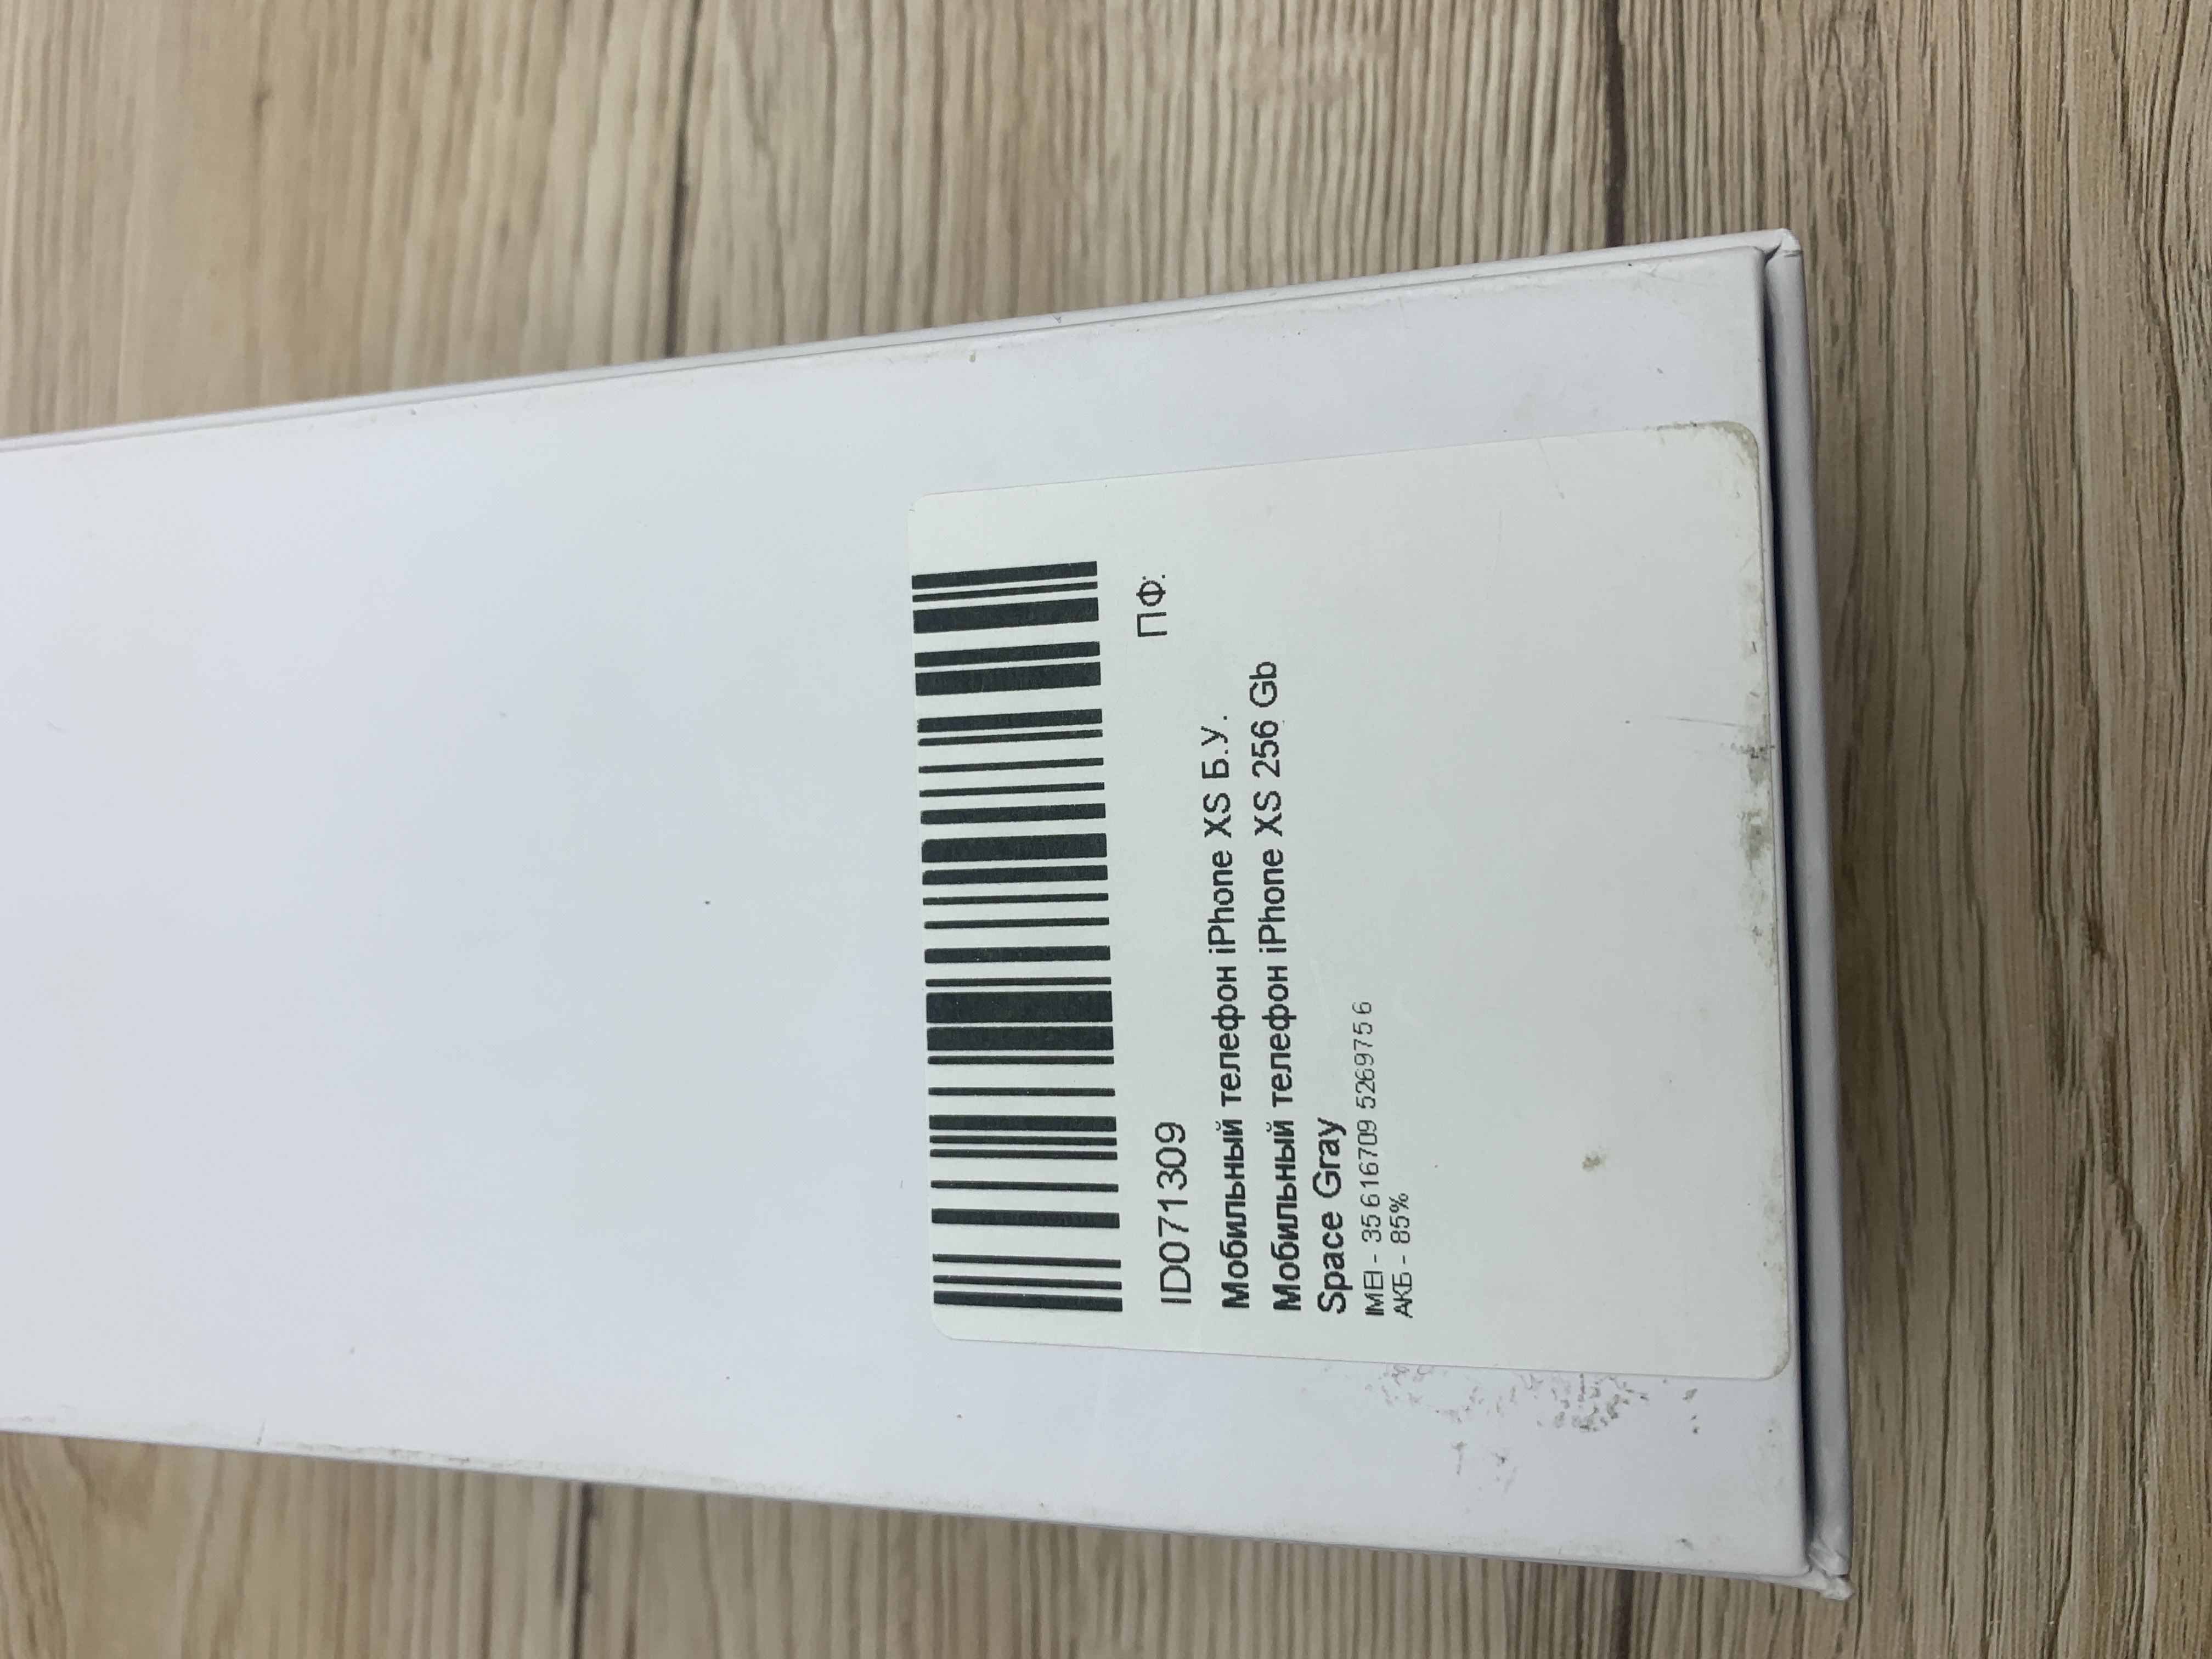 ID071309 ПФ:
Мобильный телефон iPhone XS Б.У.
Мобильный телефон iPhone XS 256 Gb
Space Gray
IMEI - 35 616709 526975 6
АКБ - 85%